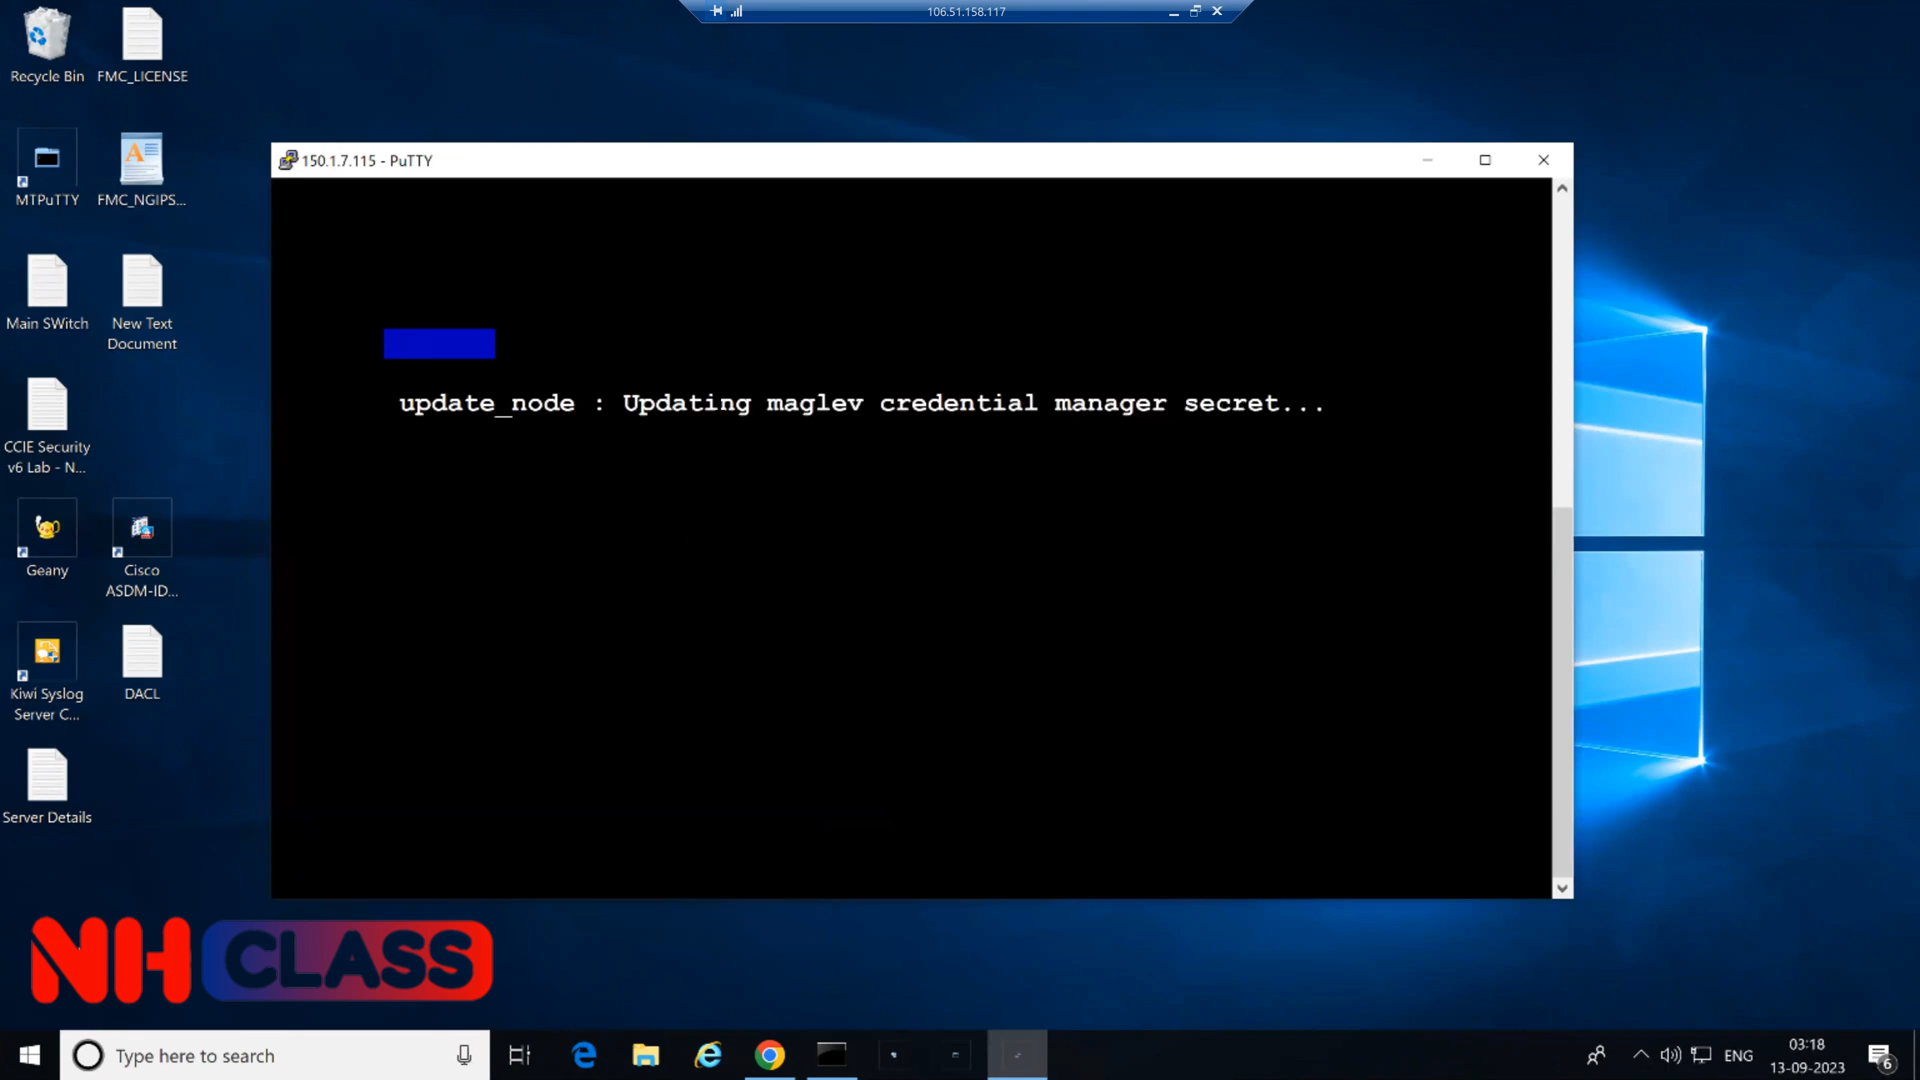 106.51.158.117
Recycle Bin
FMC_LICENSE
150.1.7.115 - PuTTY
MTPuTTY
FMC_NGIPS...
Main SWitch
New Text
Document
update_node : Updating maglev credential manager secret...
CCIE Security
v6 Lab - N...
Geany
Cisco
ASDM-ID...
Kiwi Syslog
Server C...
DACL
Server Details
NH CLASS
Type here to search
ENG
03:18
13-09-2023
6